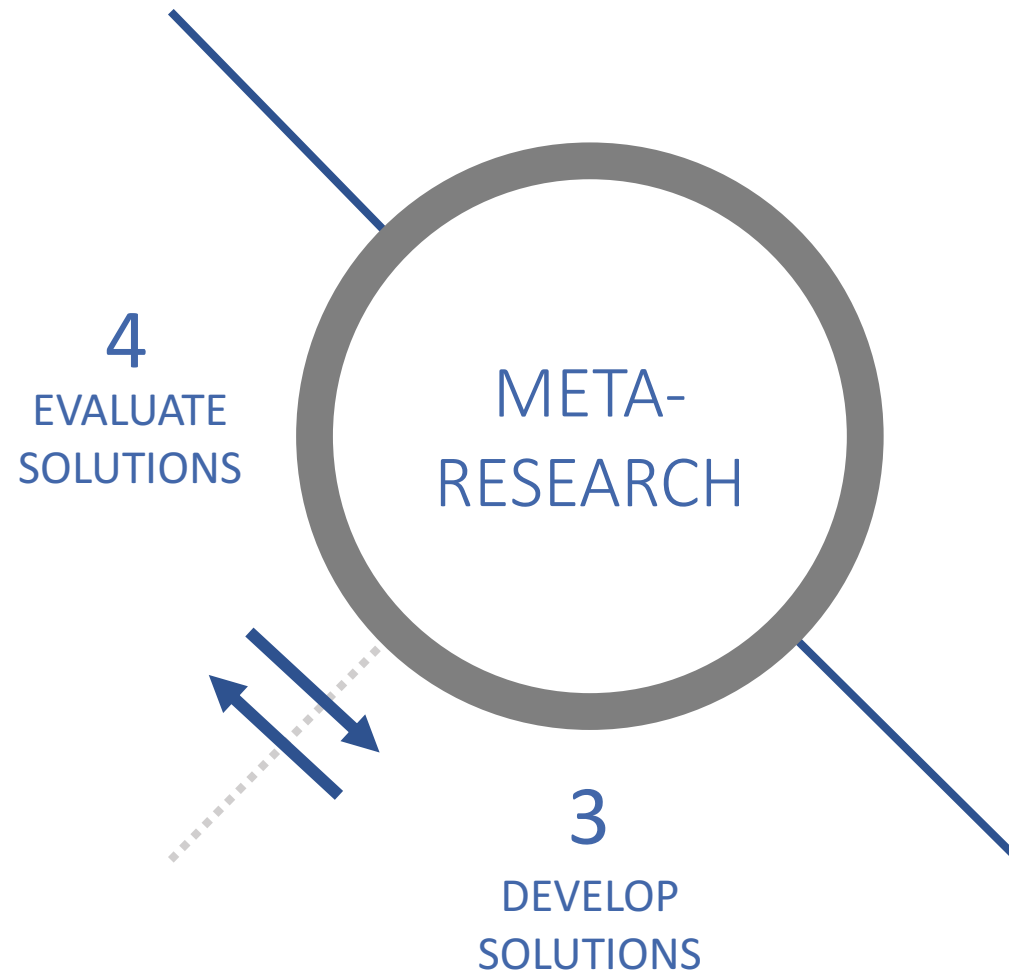 4
EVALUATE
SOLUTIONS
META-
RESEARCH
3
DEVELOP
SOLUTIONS